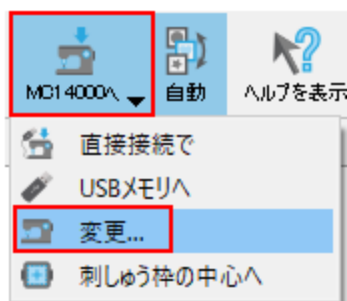 MC14000へ
自動
ヘルプを表示
直接接続で
USBメモリへ
変更...
刺しゅう枠の中心へ